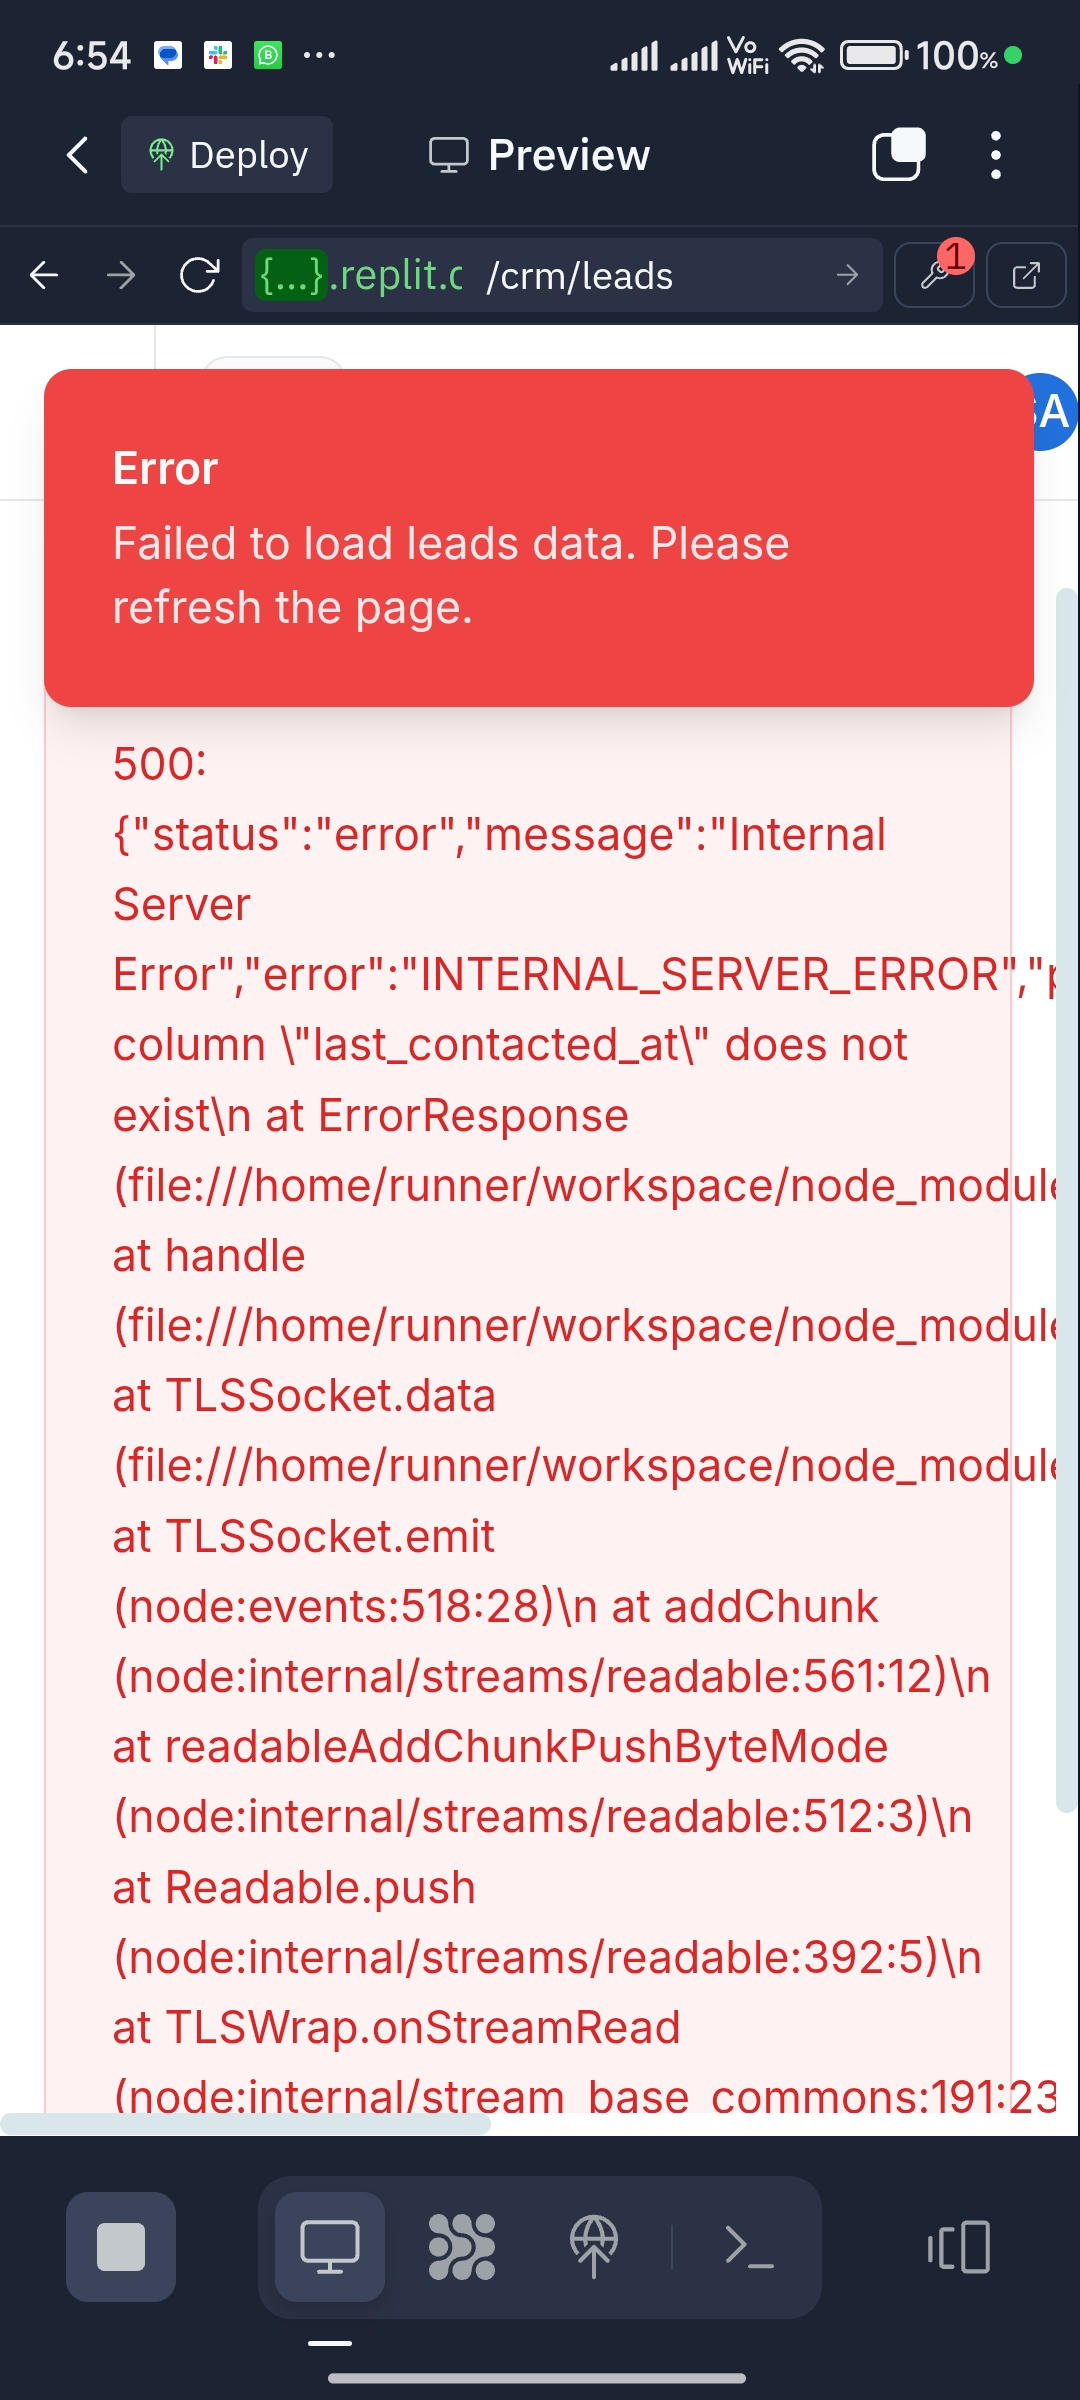 6:54
Vo
WiFi
100%
Deploy
Preview
{...}.replit.c
/crm/leads
1
A
Error
Failed to load leads data. Please
refresh the page.
500:
{"status":"error","message":"Internal
Server
Error","error":"INTERNAL_SERVER_ERROR","p
column \"last_contacted_at\" does not
exist\n at ErrorResponse
(file:///home/runner/workspace/node_module
at handle
(file:///home/runner/workspace/node_module
at TLSSocket.data
(file:///home/runner/workspace/node_module
at TLSSocket.emit
(node:events:518:28)\n at addChunk
(node:internal/streams/readable:561:12)\n
at readableAddChunkPushByteMode
(node:internal/streams/readable:512:3)\n
at Readable.push
(node:internal/streams/readable:392:5)\n
at TLSWrap.onStreamRead
(node:internal/stream_base_commons:191:23